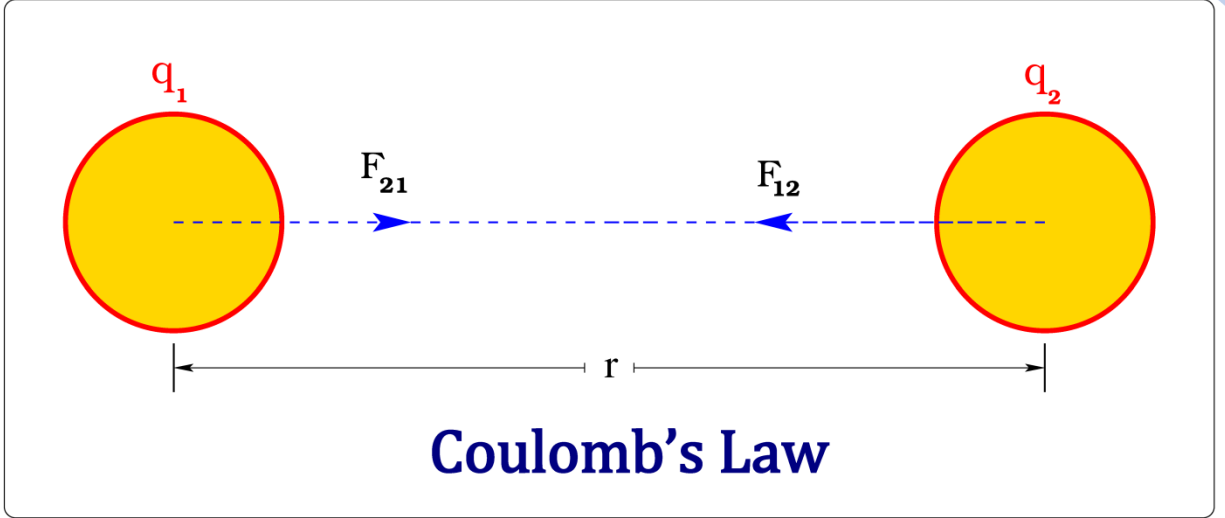 q₁
q₂
F₂₁
F₁₂
r
Coulomb's Law